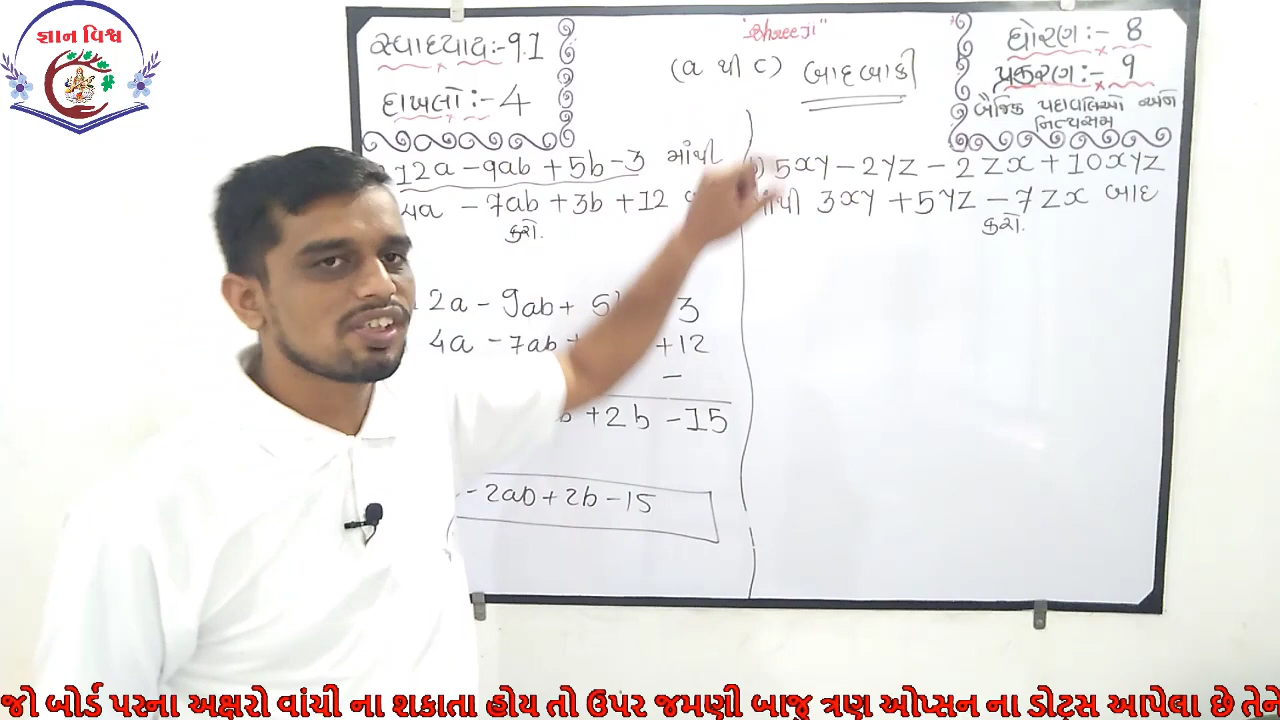 જ્ઞાન વિશ્વ
સ્વાધ્યાય:-9.1
દાખલો:-4
"Shreeji"
(a થી c) બાદબાકી
ધોરણ:- 8
પ્રકરણ:- 9
બૈજિક પદાવલિઓ અને
નિત્યસમ
12a - 9ab + 5b - 3 માંથી
4a - 7ab + 3b + 12
કરો.
2a - 9ab + 5 3
4a - 7ab +12
-
+2b -15
-2ab+2b-15
5xy - 2yz - 2zx + 10xyz
માંથી 3xy + 5yz - 7zx બાદ
કરો.
જો બોર્ડ પરના અક્ષરો વાંચી ના શકાતા હોય તો ઉપર જમણી બાજુ ત્રણ ઓપ્સન ના ડોટ્સ આપેલા છે તેને